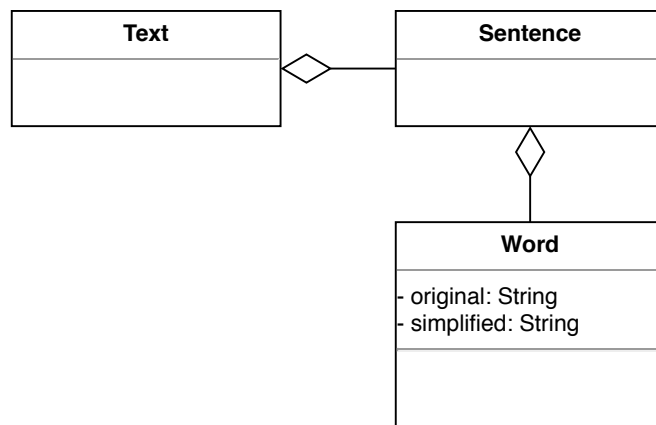 Text
Sentence
Word
- original: String
- simplified: String